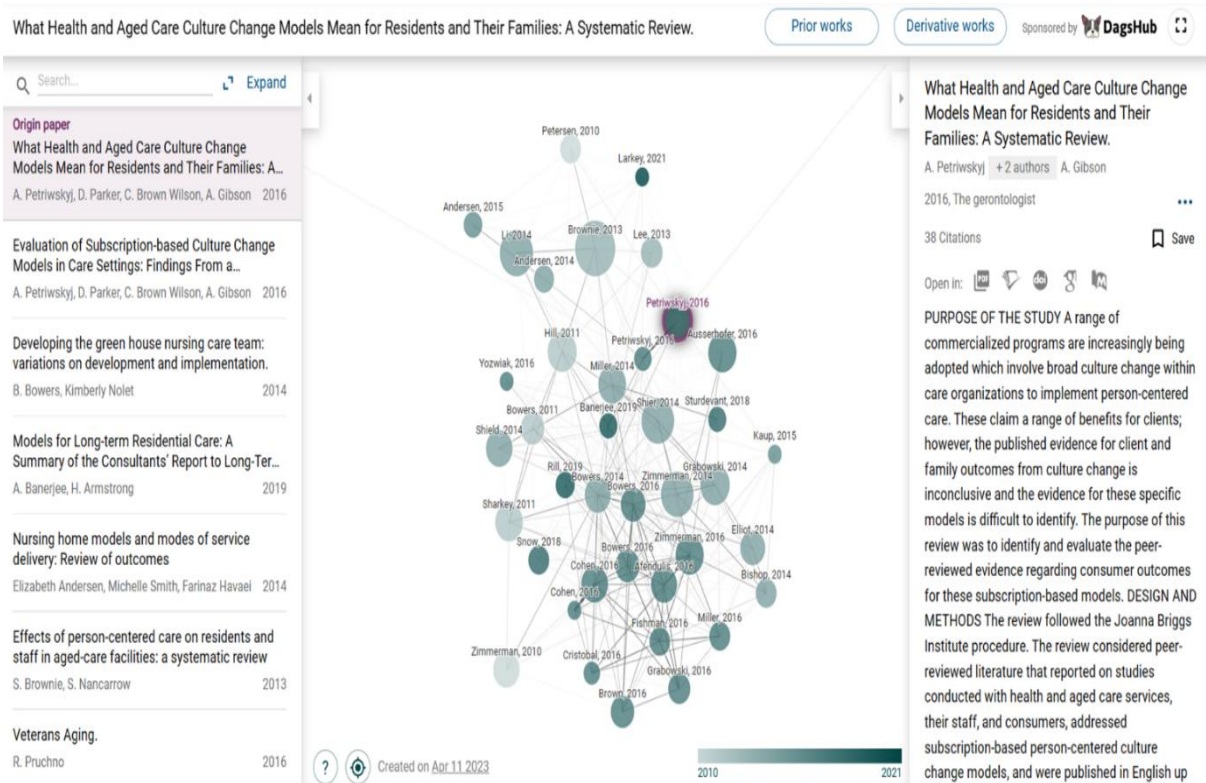 What Health and Aged Care Culture Change Models Mean for Residents and Their Families: A Systematic Review.
Prior works
Derivative works
Sponsored by DagsHub
Search...
Expand
Origin paper
What Health and Aged Care Culture Change
Models Mean for Residents and Their Families: A...
A. Petriwskyj, D. Parker, C. Brown Wilson, A. Gibson 2016
Evaluation of Subscription-based Culture Change
Models in Care Settings: Findings From a...
A. Petriwskyj, D. Parker, C. Brown Wilson, A. Gibson 2016
Developing the green house nursing care team:
variations on development and implementation.
B. Bowers, Kimberly Nolet 2014
Models for Long-term Residential Care: A
Summary of the Consultants' Report to Long-Ter...
A. Banerjee, H. Armstrong 2019
Nursing home models and modes of service
delivery: Review of outcomes
Elizabeth Andersen, Michelle Smith, Farinaz Havaei 2014
Effects of person-centered care on residents and
staff in aged-care facilities: a systematic review
S. Brownie, S. Nancarrow 2013
Veterans Aging.
R. Pruchno 2016
Petersen, 2010
Larkey, 2021
Andersen, 2015
Li, 2014
Brownie, 2013
Lee, 2013
Andersen, 2014
Petriwskyj, 2016
Hill, 2011
Petriwskyj, 2016
Ausserhofer, 2016
Yozwiak, 2016
Miller, 2014
Bowers, 2011
Banerjee, 2019
Shier, 2014
Sturdevant, 2018
Shield, 2014
Kaup, 2015
Rill, 2019
Bowers, 2014
Bowers, 2016
Zimmerman, 2014
Grabowski, 2014
Sharkey, 2011
Snow, 2018
Bowers, 2016
Zimmerman, 2016
Elliot, 2014
Cohen, 2016
Afendulis, 2016
Bishop, 2014
Cohen, 2016
Fishman, 2016
Miller, 2016
Zimmerman, 2010
Cristobal, 2016
Grabowski, 2016
Brown, 2016
?
Created on Apr 11 2023
2010
2021
What Health and Aged Care Culture Change
Models Mean for Residents and Their
Families: A Systematic Review.
A. Petriwskyj + 2 authors A. Gibson
2016, The gerontologist
38 Citations
Save
Open in: PDF doi
PURPOSE OF THE STUDY A range of
commercialized programs are increasingly being
adopted which involve broad culture change within
care organizations to implement person-centered
care. These claim a range of benefits for clients;
however, the published evidence for client and
family outcomes from culture change is
inconclusive and the evidence for these specific
models is difficult to identify. The purpose of this
review was to identify and evaluate the peer-
reviewed evidence regarding consumer outcomes
for these subscription-based models. DESIGN AND
METHODS The review followed the Joanna Briggs
Institute procedure. The review considered peer-
reviewed literature that reported on studies
conducted with health and aged care services,
their staff, and consumers, addressed
subscription-based person-centered culture
change models, and were published in English up